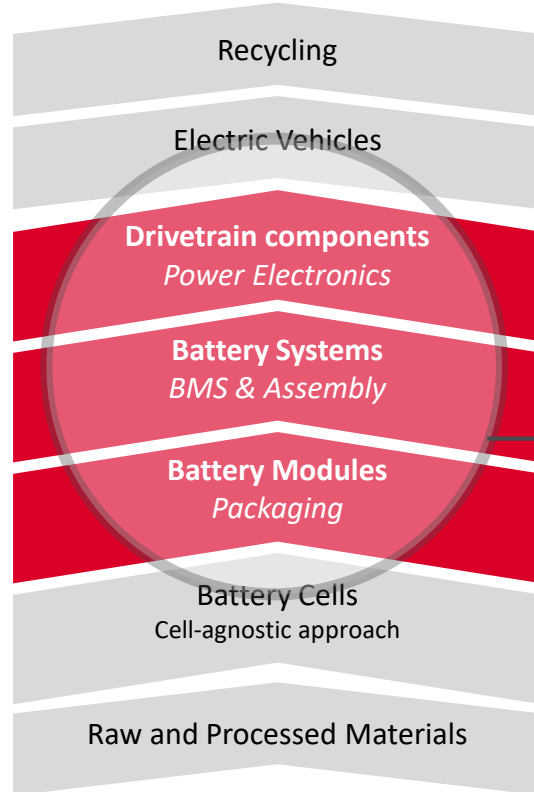 Recycling
Electric Vehicles
Drivetrain components
Power Electronics
Battery Systems
BMS & Assembly
Battery Modules
Packaging
Battery Cells
Cell-agnostic approach
Raw and Processed Materials